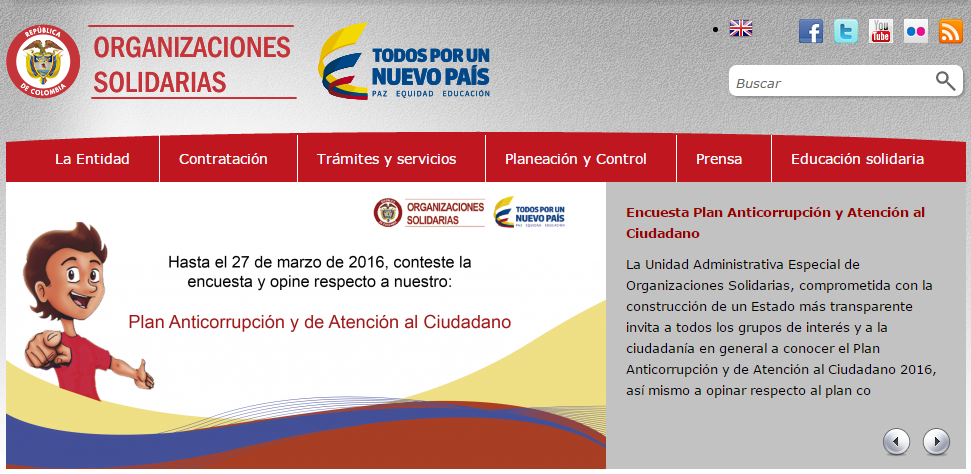 REPÚBLICA
DE COLOMBIA
ORGANIZACIONES
SOLIDARIAS
TODOS POR UN
NUEVO PAÍS
PAZ EQUIDAD EDUCACIÓN
You
Tube
Buscar
La Entidad
Contratación
Trámites y servicios
Planeación y Control
Prensa
Educación solidaria
ORGANIZACIONES
SOLIDARIAS
TODOS POR UN
NUEVO PAÍS
PAZ EQUIDAD EDUCACIÓN
Hasta el 27 de marzo de 2016, conteste la
encuesta y opine respecto a nuestro:
Plan Anticorrupción y de Atención al Ciudadano
Encuesta Plan Anticorrupción y Atención al
Ciudadano
La Unidad Administrativa Especial de
Organizaciones Solidarias, comprometida con la
construcción de un Estado más transparente
invita a todos los grupos de interés y a la
ciudadanía en general a conocer el Plan
Anticorrupción y de Atención al Ciudadano 2016,
así mismo a opinar respecto al plan co